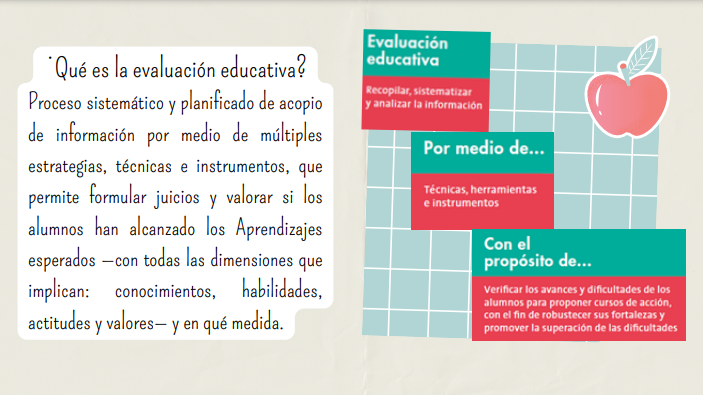 ¿Qué es la evaluación educativa?
Proceso sistemático y planificado de acopio
de información por medio de múltiples
estrategias, técnicas e instrumentos, que
permite formular juicios y valorar si los
alumnos han alcanzado los Aprendizajes
esperados —con todas las dimensiones que
implican: conocimientos, habilidades,
actitudes y valores— y en qué medida.
Evaluación
educativa
Recopilar, sistematizar
y analizar la información
Por medio de...
Técnicas, herramientas
e instrumentos
Con el
propósito de...
Verificar los avances y dificultades de los
alumnos para proponer cursos de acción,
con el fin de robustecer sus fortalezas y
promover la superación de las dificultades